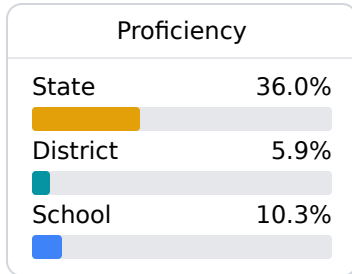 Proficiency
State 36.0%
District 5.9%
School 10.3%